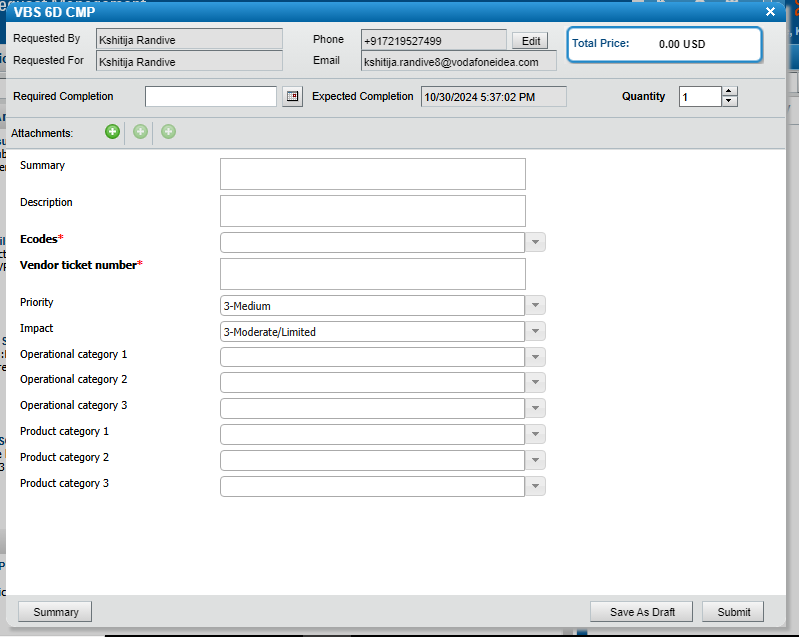 VBS 6D CMP
Requested By Kshitija Randive Phone +917219527499 Edit Total Price: 0.00 USD
Requested For Kshitija Randive Email kshitija.randive8@vodafoneidea.com
Required Completion Expected Completion 10/30/2024 5:37:02 PM Quantity 1
Attachments:
Summary
Description
Ecodes*
Vendor ticket number*
Priority 3-Medium
Impact 3-Moderate/Limited
Operational category 1
Operational category 2
Operational category 3
Product category 1
Product category 2
Product category 3
Summary Save As Draft Submit